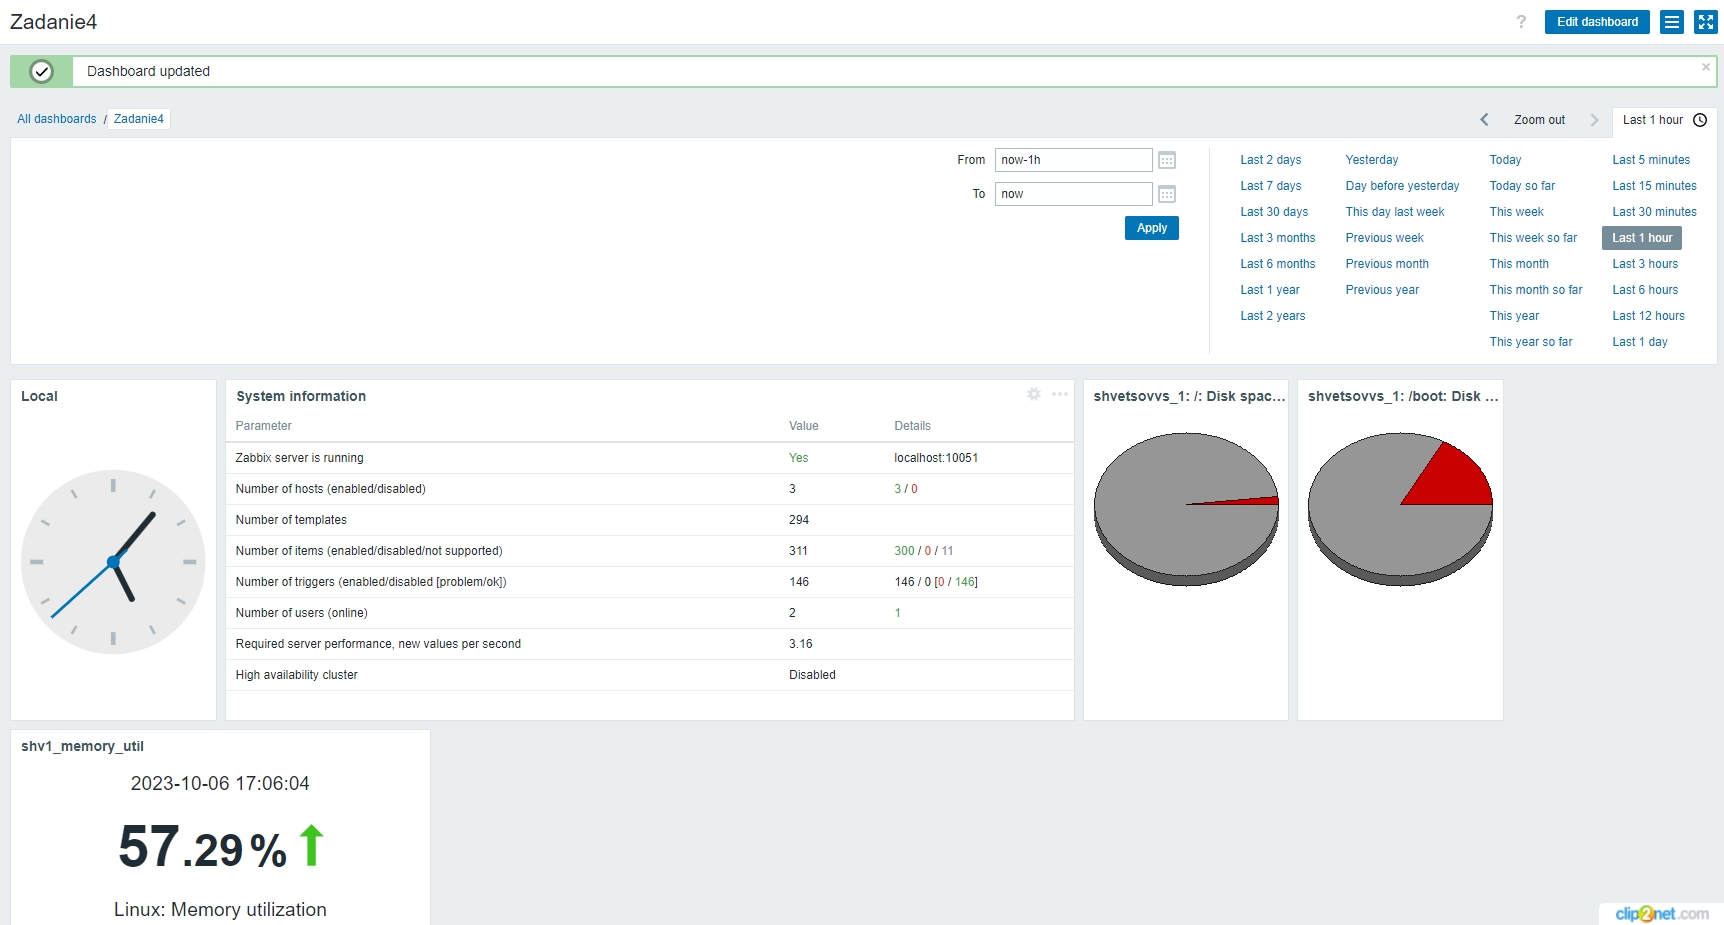 Zadanie4
? Edit dashboard
Dashboard updated
All dashboards / Zadanie4
Zoom out Last 1 hour
From now-1h
To now
Apply
Last 2 days Yesterday Today Last 5 minutes
Last 7 days Day before yesterday Today so far Last 15 minutes
Last 30 days This day last week This week Last 30 minutes
Last 3 months Previous week This week so far Last 1 hour
Last 6 months Previous month This month Last 3 hours
Last 1 year Previous year This month so far Last 6 hours
Last 2 years This year Last 12 hours
This year so far Last 1 day
Local
System information
Parameter Value Details
Zabbix server is running Yes localhost:10051
Number of hosts (enabled/disabled) 3 3 / 0
Number of templates 294
Number of items (enabled/disabled/not supported) 311 300 / 0 / 11
Number of triggers (enabled/disabled [problem/ok]) 146 146 / 0 [0 / 146]
Number of users (online) 2 1
Required server performance, new values per second 3.16
High availability cluster Disabled
shvetsovvs_1: /: Disk spac...
shvetsovvs_1: /boot: Disk ...
shv1_memory_util
2023-10-06 17:06:04
57.29 %
Linux: Memory utilization
clip2net.com